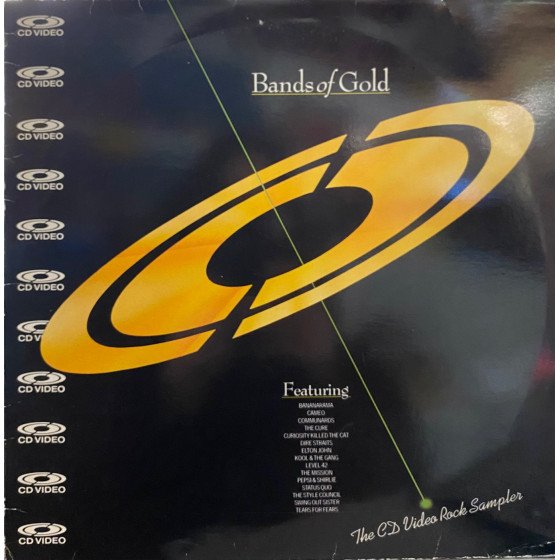 CD VIDEO
CD VIDEO
CD VIDEO
CD VIDEO
CD VIDEO
CD VIDEO
CD VIDEO
CD VIDEO
CD VIDEO
CD VIDEO
CD VIDEO
Bands of Gold
Featuring
BANANARAMA
CAMEO
COMMUNARDS
THE CURE
CURIOSITY KILLED THE CAT
DIRE STRAITS
ELTON JOHN
KOOL & THE GANG
LEVEL 42
THE MISSION
PEPSI & SHIRLIE
STATUS QUO
THE STYLE COUNCIL
SWING OUT SISTER
TEARS FOR FEARS
The CD Video Rock Sampler